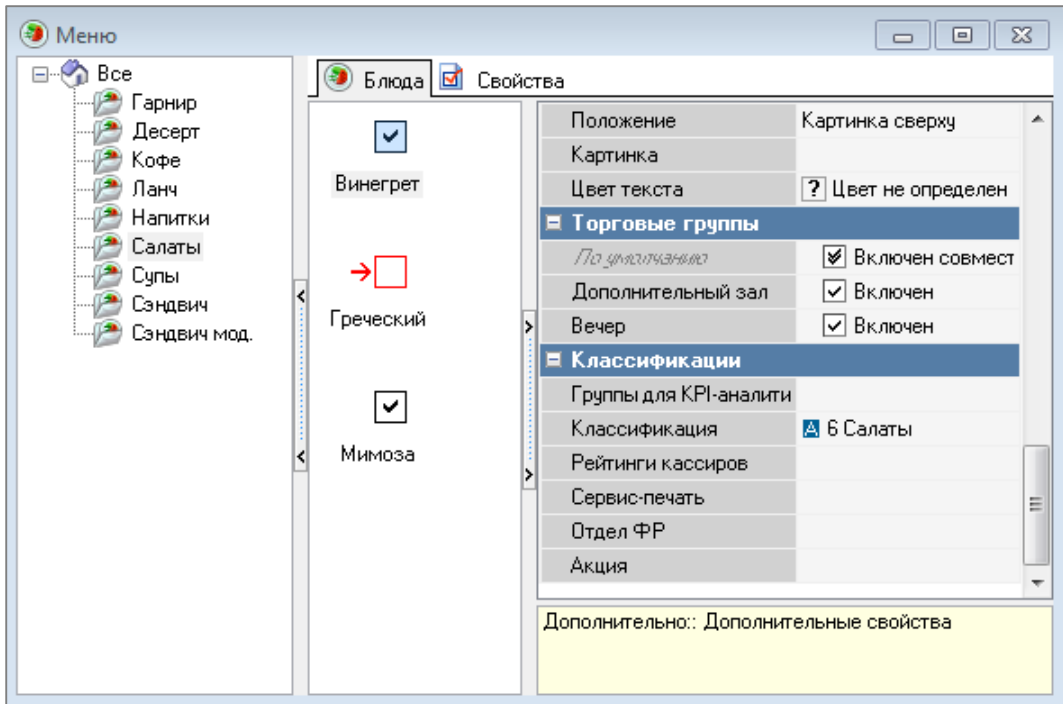 Меню
Все
Гарнир
Десерт
Кофе
Ланч
Напитки
Салаты
Супы
Сэндвич
Сэндвич мод.
Блюда
Свойства
Винегрет
Греческий
Мимоза
Положение Картинка сверху
Картинка
Цвет текста ? Цвет не определен
Торговые группы
По умолчанию Включен совмест
Дополнительный зал Включен
Вечер Включен
Классификации
Группы для KPI-аналити
Классификация A 6 Салаты
Рейтинги кассиров
Сервис-печать
Отдел ФР
Акция
Дополнительно:: Дополнительные свойства